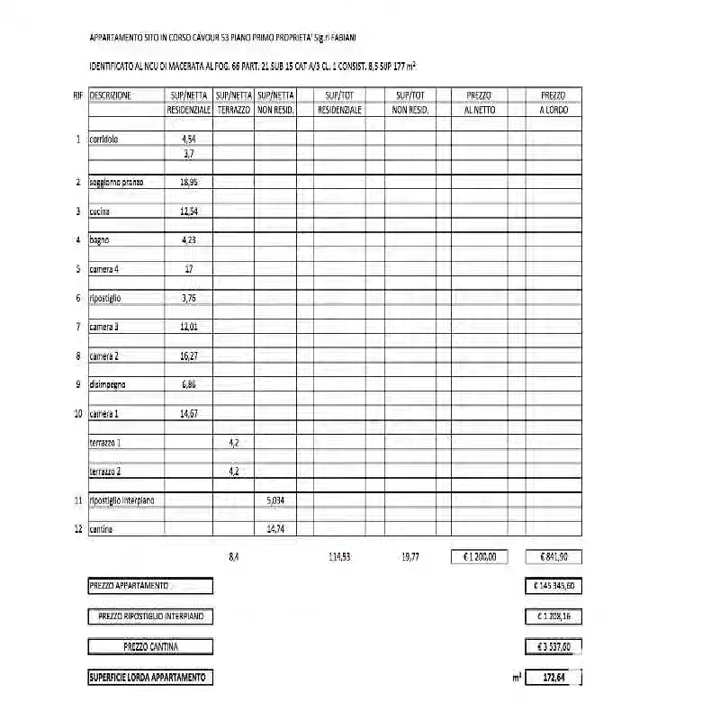 APPARTAMENTO SITO IN CORSO CAVOUR 53 PIANO PRIMO PROPRIETA' Sig.ri FABIANI
IDENTIFICATO AL NCU DI MACERATA AL FOG. 66 PART. 21 SUB 15 CAT A/3 CL. 1 CONSIST. 8,5 SUP 177 m²
RIF DESCRIZIONE SUP/NETTA SUP/NETTA SUP/NETTA SUP/TOT SUP/TOT PREZZO PREZZO
RESIDENZIALE TERRAZZO NON RESID. RESIDENZIALE NON RESID. AL NETTO A LORDO
1 corridoio 4,54
3,7
2 soggiorno pranzo 18,95
3 cucina 11,54
4 bagno 4,23
5 camera 4 17
6 ripostiglio 3,76
7 camera 3 12,01
8 camera 2 16,27
9 disimpegno 6,86
10 camera 1 14,67
terrazzo 1 4,2
terrazzo 2 4,2
11 ripostiglio interpiano 5,034
12 cantina 14,74
8,4 114,53 19,77 € 1 200,00 € 841,90
PREZZO APPARTAMENTO € 145 345,60
PREZZO RIPOSTIGLIO INTERPIANO € 1 208,16
PREZZO CANTINA € 3 537,60
SUPERFICIE LORDA APPARTAMENTO m² 172,64